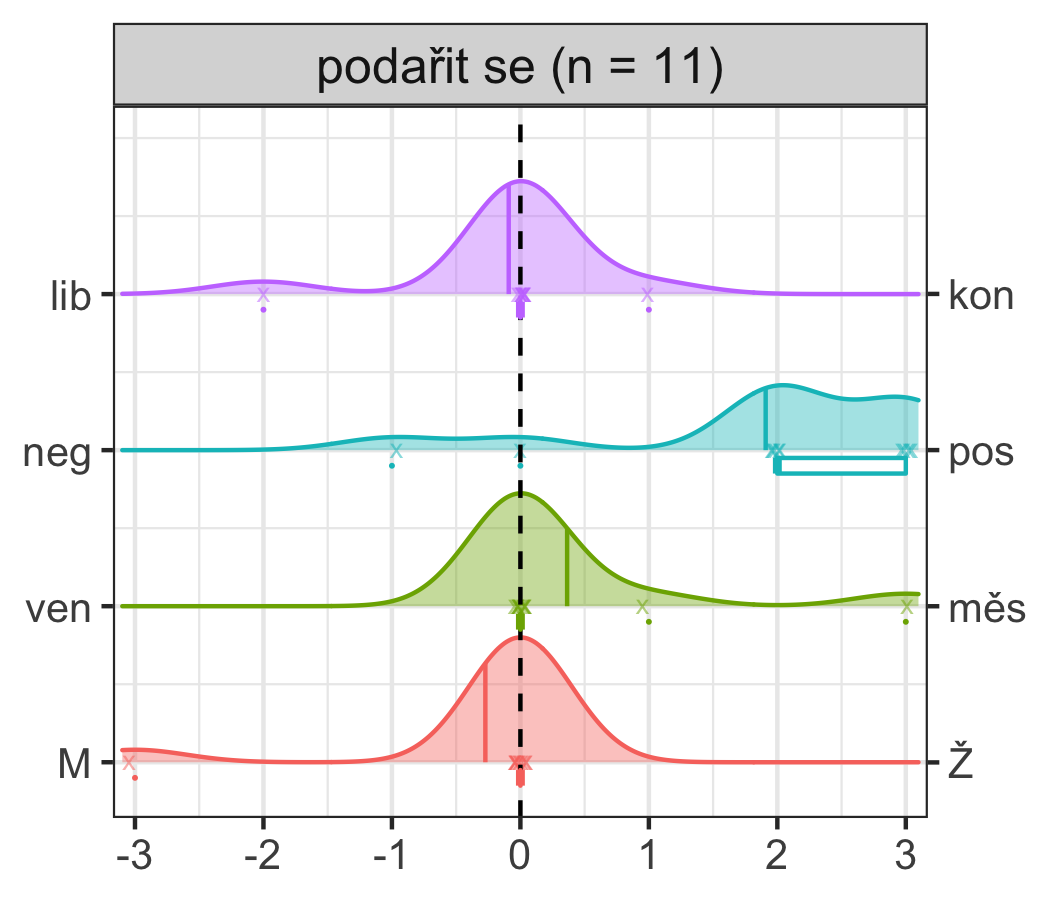 podařit se (n = 11)
lib kon
neg pos
ven měs
M Ž
-3 -2 -1 0 1 2 3